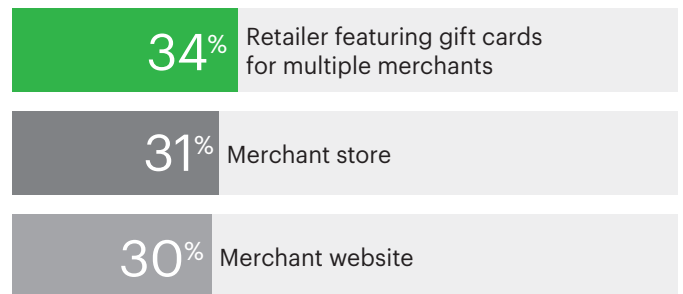 34% Retailer featuring gift cards
for multiple merchants
31% Merchant store
30% Merchant website